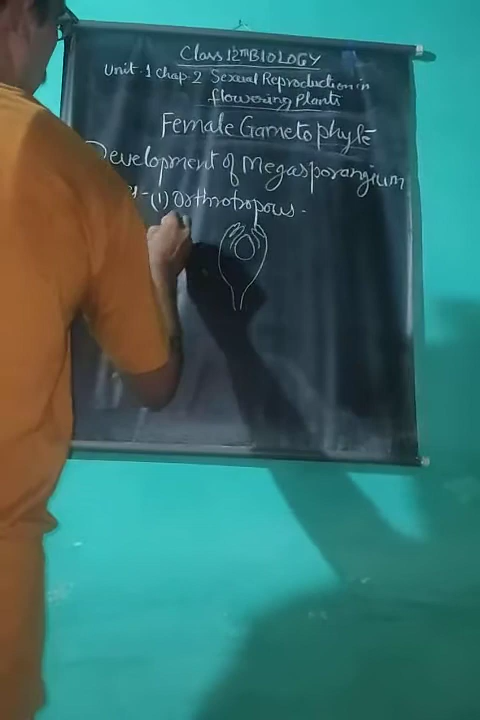 Class 12th BIOLOGY
Unit-1 Chap-2 Sexual Reproduction in
flowering Plants
Female Gametophyte
Development of Megasporangium
(1) Orthotropous.